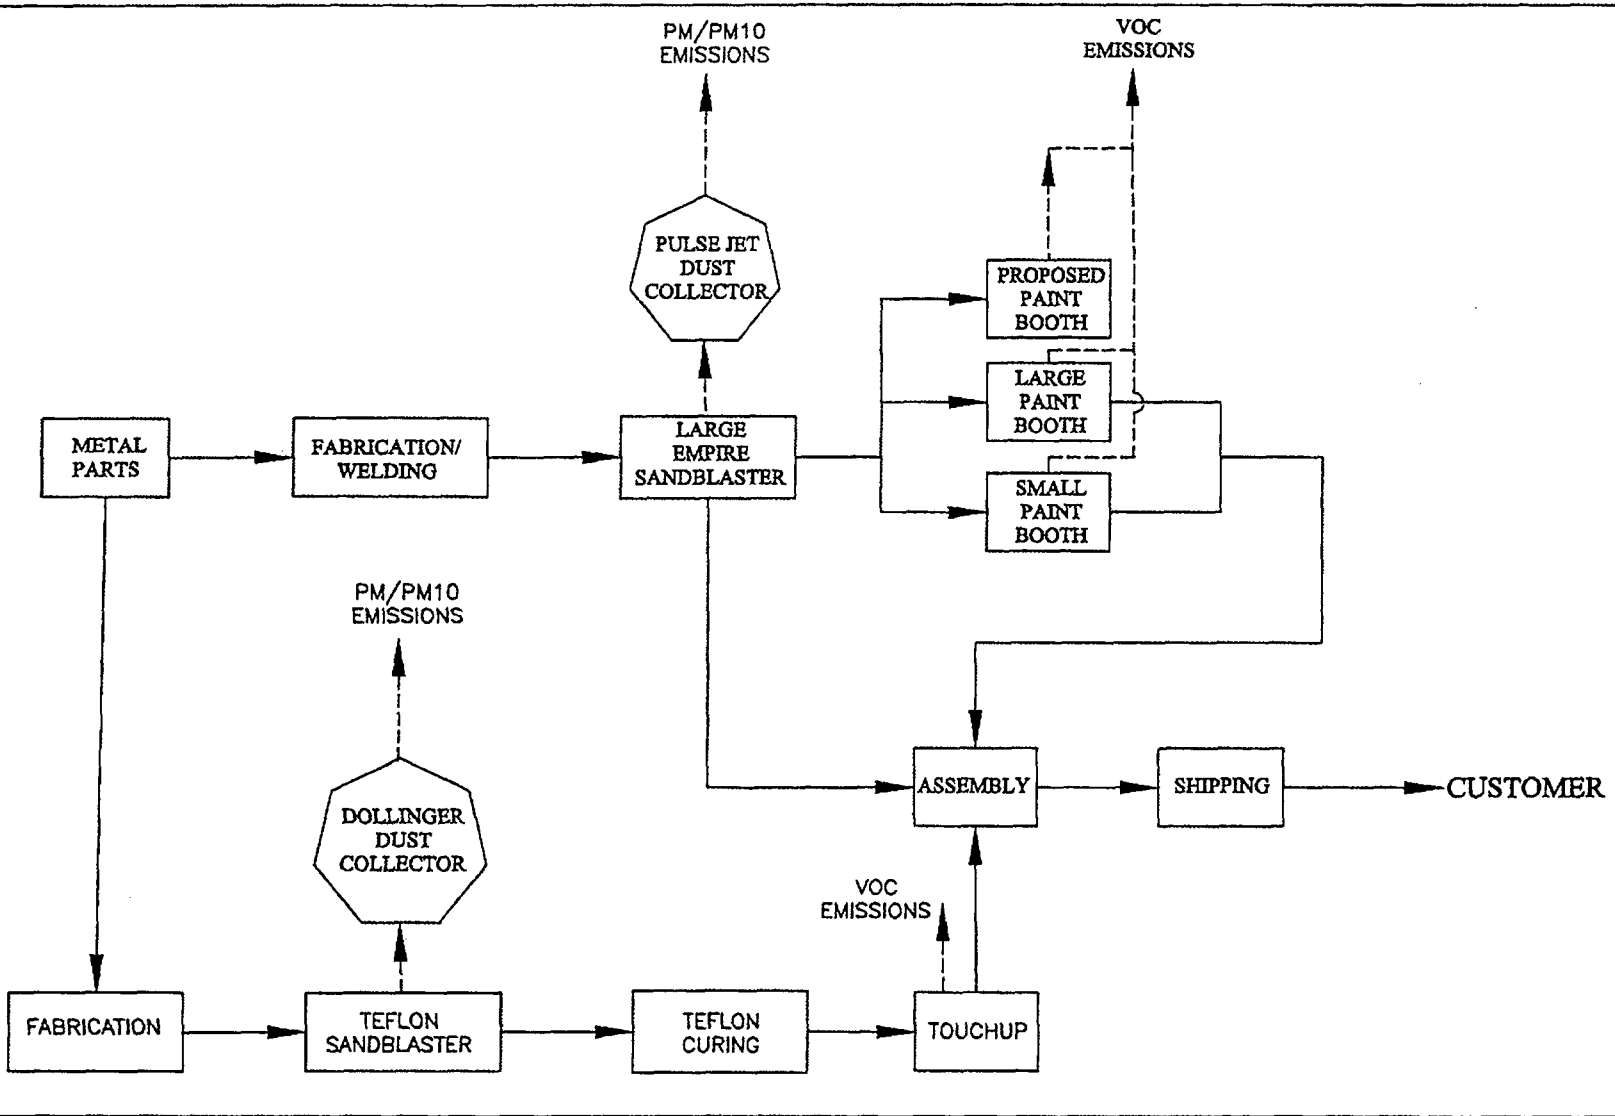 PM/PM10
EMISSIONS
VOC
EMISSIONS
PULSE JET
DUST
COLLECTOR
PROPOSED
PAINT
BOOTH
LARGE
PAINT
BOOTH
METAL
PARTS
FABRICATION/
WELDING
LARGE
EMPIRE
SANDBLASTER
SMALL
PAINT
BOOTH
PM/PM10
EMISSIONS
DOLLINGER
DUST
COLLECTOR
ASSEMBLY
SHIPPING
CUSTOMER
VOC
EMISSIONS
FABRICATION
TEFLON
SANDBLASTER
TEFLON
CURING
TOUCHUP